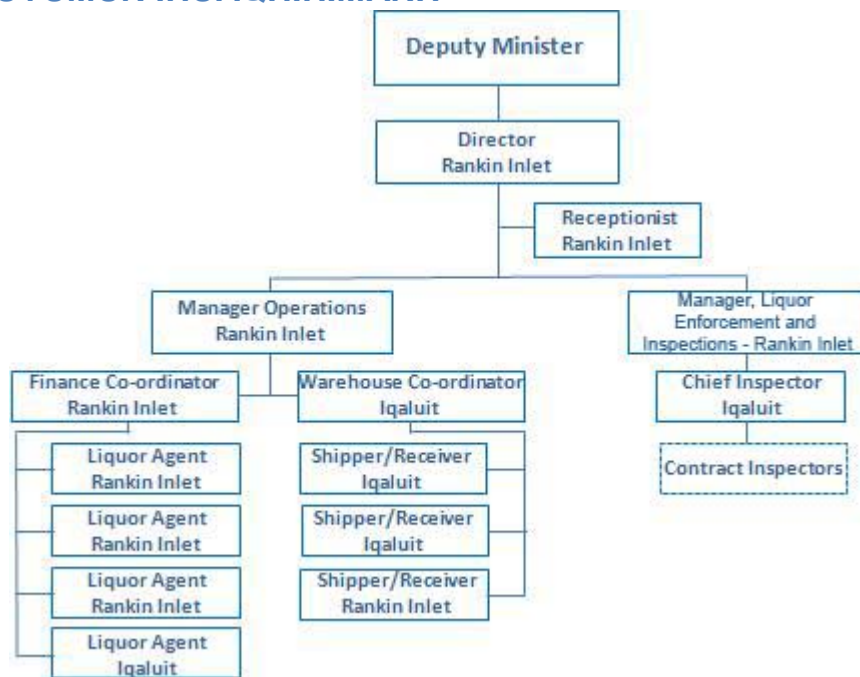 Deputy Minister
Director
Rankin Inlet
Receptionist
Rankin Inlet
Manager Operations
Rankin Inlet
Manager, Liquor
Enforcement and
Inspections - Rankin Inlet
Finance Co-ordinator
Rankin Inlet
Warehouse Co-ordinator
Iqaluit
Chief Inspector
Iqaluit
Liquor Agent
Rankin Inlet
Shipper/Receiver
Iqaluit
Contract Inspectors
Liquor Agent
Rankin Inlet
Shipper/Receiver
Iqaluit
Liquor Agent
Rankin Inlet
Shipper/Receiver
Rankin Inlet
Liquor Agent
Iqaluit